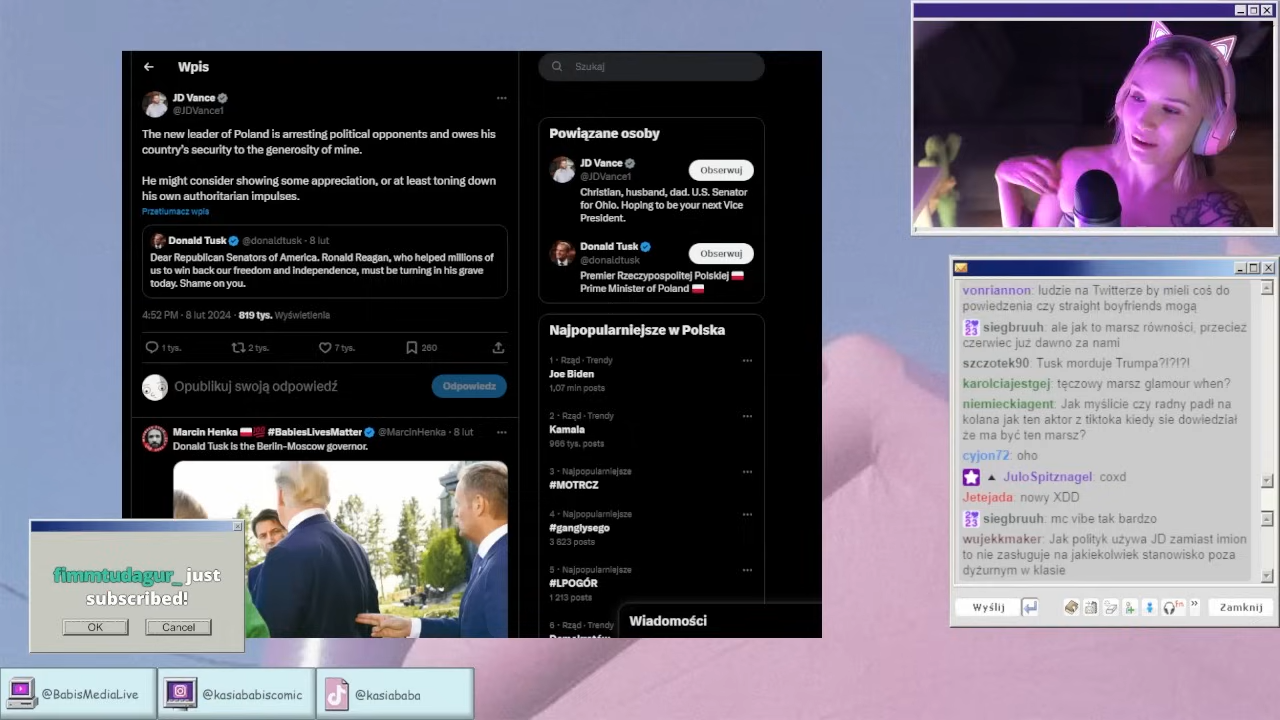 Wpis
JD Vance
@JDVance1
The new leader of Poland is arresting political opponents and owes his
country's security to the generosity of mine.
He might consider showing some appreciation, or at least toning down
his own authoritarian impulses.
Przetłumacz wpis
Donald Tusk @donaldtusk · 8 lut
Dear Republican Senators of America. Ronald Reagan, who helped millions of
us to win back our freedom and independence, must be turning in his grave
today. Shame on you.
4:52 PM · 8 lut 2024 · 819 tys. Wyświetlenia
1 tys.
2 tys.
7 tys.
260
Opublikuj swoją odpowiedź
Odpowiedz
Marcin Henka 💯 #BabiesLivesMatter @MarcinHenka · 8 lut
Donald Tusk is the Berlin-Moscow governor.
Szukaj
Powiązane osoby
JD Vance
@JDVance1
Obserwuj
Christian, husband, dad. U.S. Senator
for Ohio. Hoping to be your next Vice
President.
Donald Tusk
@donaldtusk
Obserwuj
Premier Rzeczypospolitej Polskiej
Prime Minister of Poland
Najpopularniejsze w Polska
1 · Rząd · Trendy
Joe Biden
1,07 mln posts
2 · Rząd · Trendy
Kamala
966 tys. posts
3 · Najpopularniejsze
#MOTRCZ
4 · Najpopularniejsze
#ganglysego
3 623 posts
5 · Najpopularniejsze
#LPOGÓR
1 213 posts
6 · Rząd · Trendy
Wiadomości
vonriannon: ludzie na Twitterze by mieli coś do
powiedzenia czy straight boyfriends mogą
siegbruuh: ale jak to marsz równości, przecież
czerwiec już dawno za nami
szczotek90: Tusk morduje Trumpa?!?!?!
karolciajestgej: tęczowy marsz glamour when?
niemieckiagent: Jak myślicie czy radny padł na
kolana jak ten aktor z tiktoka kiedy sie dowiedział
że ma być ten marsz?
cyjon72: oho
JuloSpitznagel: coxd
Jetejada: nowy XDD
siegbruuh: mc vibe tak bardzo
wujekkmaker: Jak polityk używa JD zamiast imion
to nie zasługuje na jakiekolwiek stanowisko poza
dyżurnym w klasie
Wyślij
Zamknij
fimmtudagur_ just
subscribed!
OK
Cancel
@BabisMediaLive
@kasiababiscomic
@kasiababa